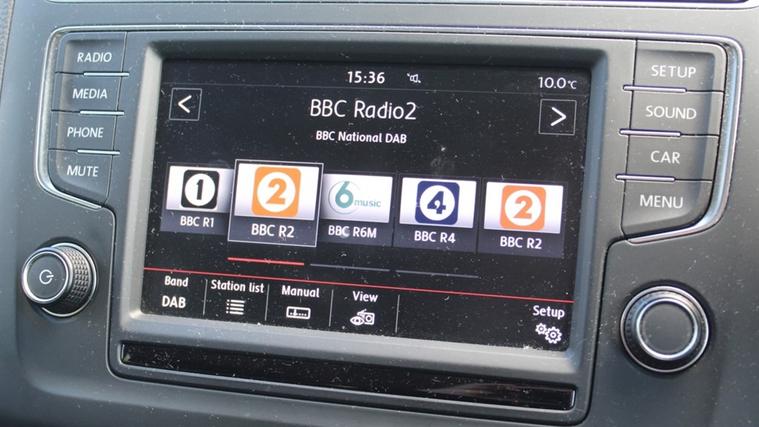 RADIO
MEDIA
PHONE
MUTE
15:36
10.0°C
<
BBC Radio2
>
BBC National DAB
1
2
6 music
4
2
BBC R1
BBC R2
BBC R6M
BBC R4
BBC R2
Band
DAB
Station list
Manual
View
Setup
SETUP
SOUND
CAR
MENU